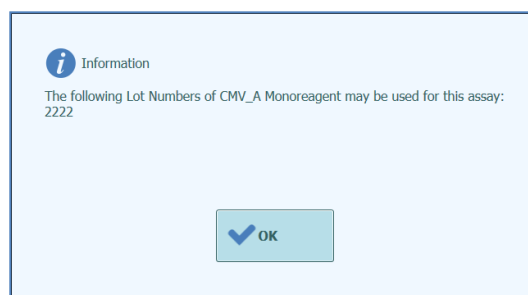 Information
The following Lot Numbers of CMV_A Monoreagent may be used for this assay:
2222
OK